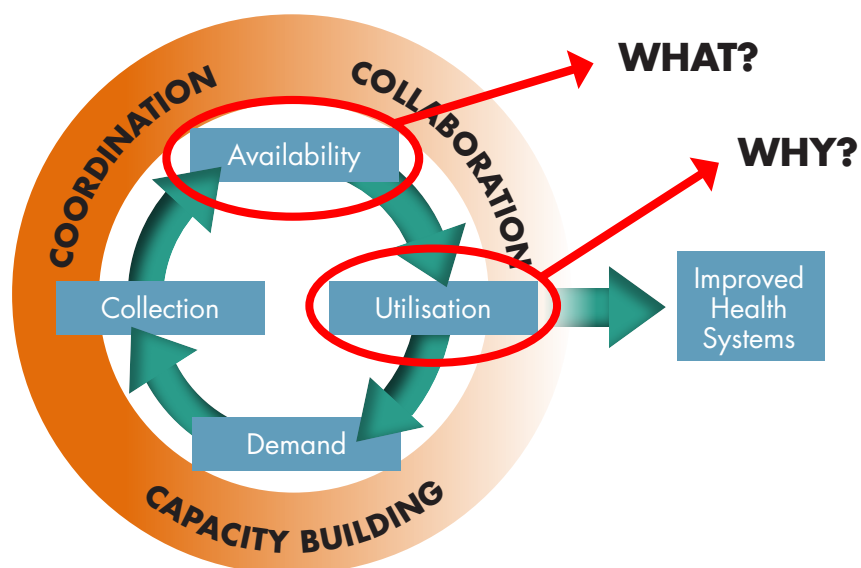 WHAT?
COORDINATION
COLLABORATION
Availability
WHY?
Collection
Utilisation
Improved
Health
Systems
Demand
CAPACITY BUILDING